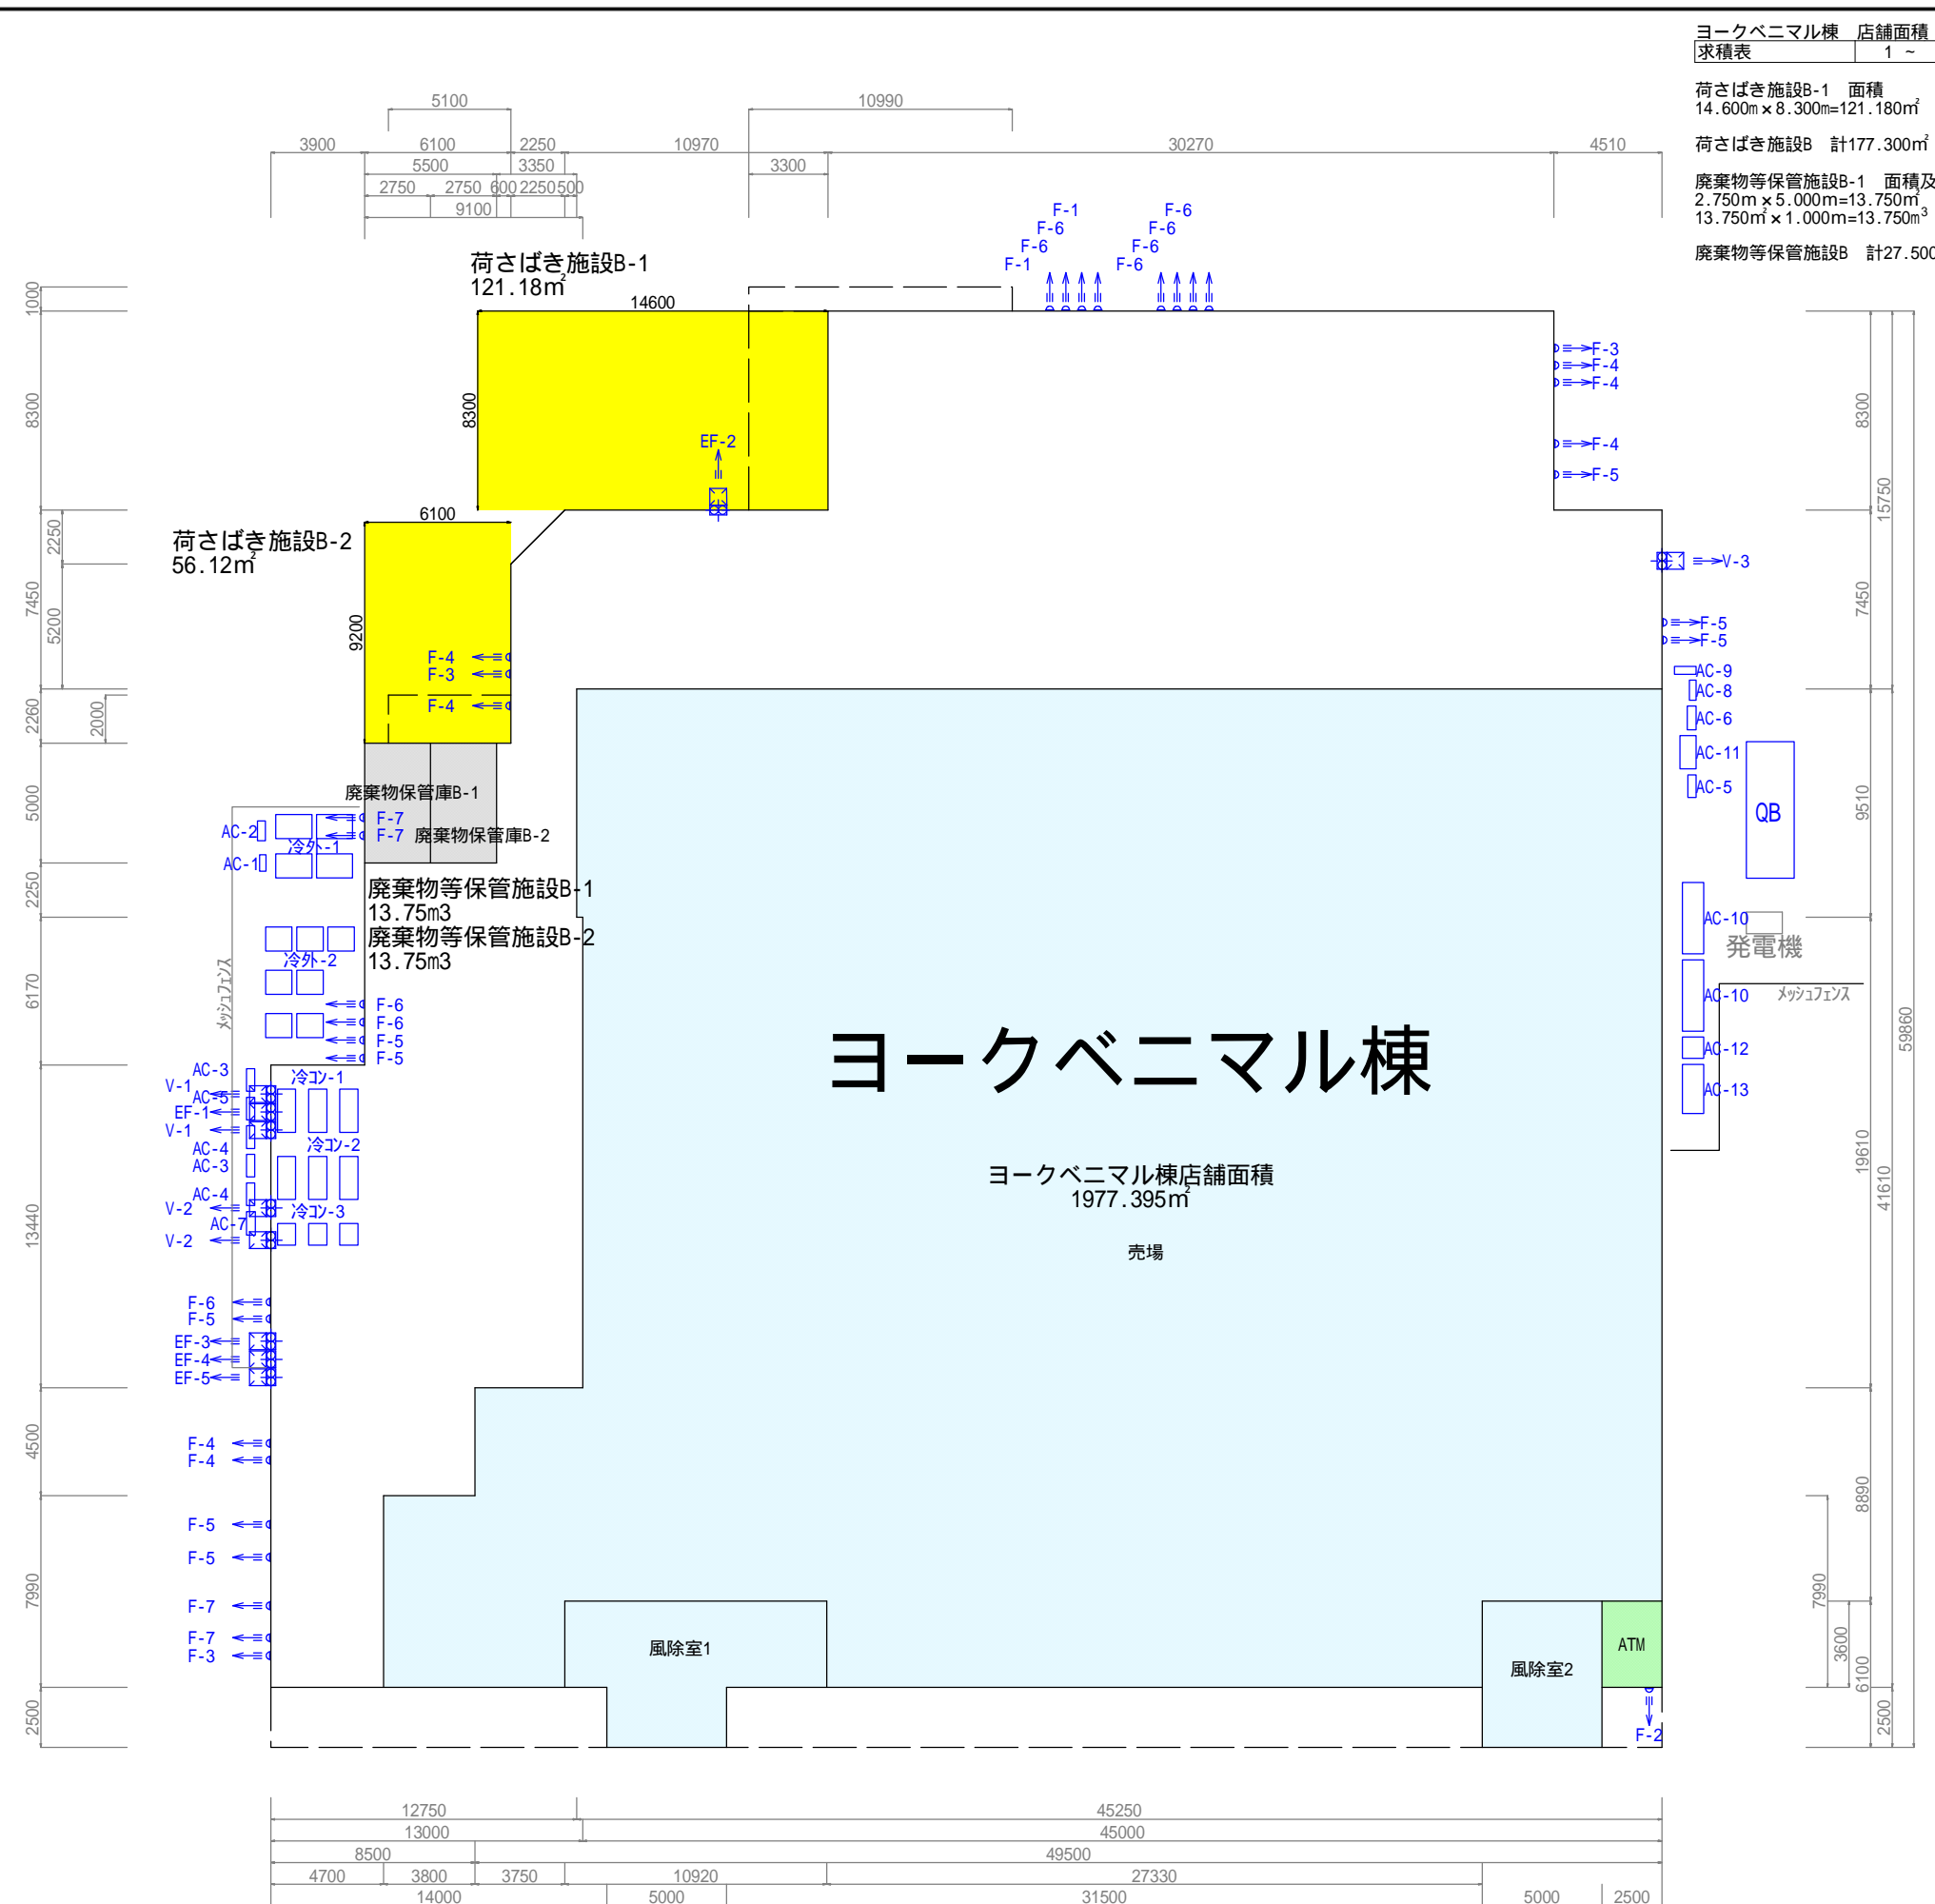 ヨークベニマル棟　店舗面積
求積表　1 ~
荷さばき施設B-1　面積
14.600m×8.300m=121.180㎡
荷さばき施設B　計177.300㎡
廃棄物等保管施設B-1　面積及
2.750m×5.000m=13.750㎡
13.750㎡×1.000m=13.750m³
廃棄物等保管施設B　計27.500
5100
10990
3900
6100
2250
10970
30270
4510
5500
3350
3300
2750
2750
600
2250
500
9100
F-1
F-6
F-6
F-6
F-6
F-6
F-1
F-6
荷さばき施設B-1
121.18㎡
14600
8300
EF-2
荷さばき施設B-2
56.12㎡
6100
9200
F-4
F-3
F-4
1000
8300
2250
7450
5200
2260
2000
5000
2250
6170
13440
4500
7990
2500
F-3
F-4
F-4
F-4
F-5
V-3
F-5
F-5
AC-9
AC-8
AC-6
AC-11
AC-5
QB
AC-10
発電機
AC-10
メッシュフェンス
AC-12
AC-13
8300
15750
7450
9510
59860
19610
41610
8890
7990
3600
6100
2500
廃棄物保管庫B-1
F-7
F-7
廃棄物保管庫B-2
AC-2
冷外-1
AC-1
廃棄物等保管施設B-1
13.75m3
廃棄物等保管施設B-2
13.75m3
冷外-2
メッシュフェンス
F-6
F-6
F-5
F-5
AC-3
冷コン-1
V-1
AC-5
EF-1
V-1
AC-4
冷コン-2
AC-3
AC-4
V-2
冷コン-3
AC-7
V-2
F-6
F-5
EF-3
EF-4
EF-5
F-4
F-4
F-5
F-5
F-7
F-7
F-3
ヨークベニマル棟
ヨークベニマル棟店舗面積
1977.395㎡
売場
風除室1
風除室2
ATM
F-2
12750
45250
13000
45000
8500
49500
4700
3800
3750
10920
27330
14000
5000
31500
5000
2500